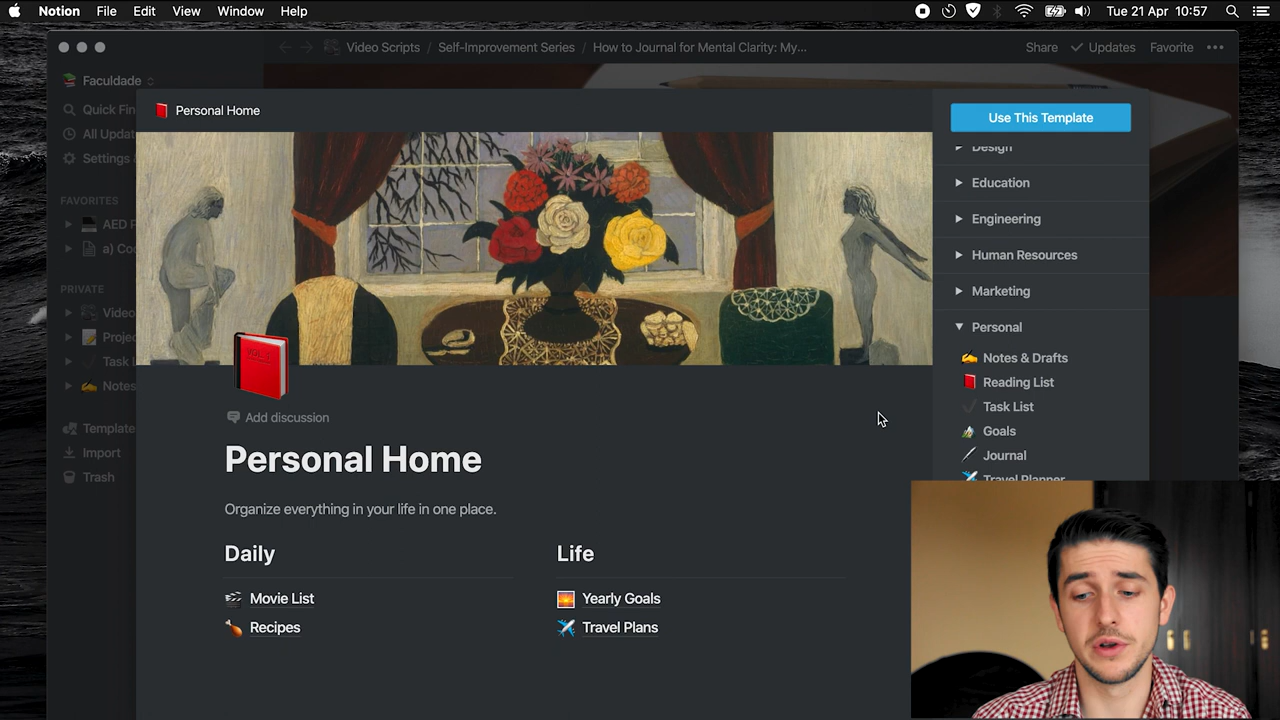 Notion File Edit View Window Help
Tue 21 Apr 10:57
Video Scripts / Self-Improvement Series / How to Journal for Mental Clarity: My...
Share Updates Favorite
Faculdade
Quick Fin
All Updat
Settings
FAVORITES
AED F
a) Co
PRIVATE
Video
Proje
Task
Notes
Template
Import
Trash
Personal Home
Add discussion
Personal Home
Organize everything in your life in one place.
Daily
Movie List
Recipes
Life
Yearly Goals
Travel Plans
Use This Template
Design
Education
Engineering
Human Resources
Marketing
Personal
Notes & Drafts
Reading List
Task List
Goals
Journal
Travel Planner